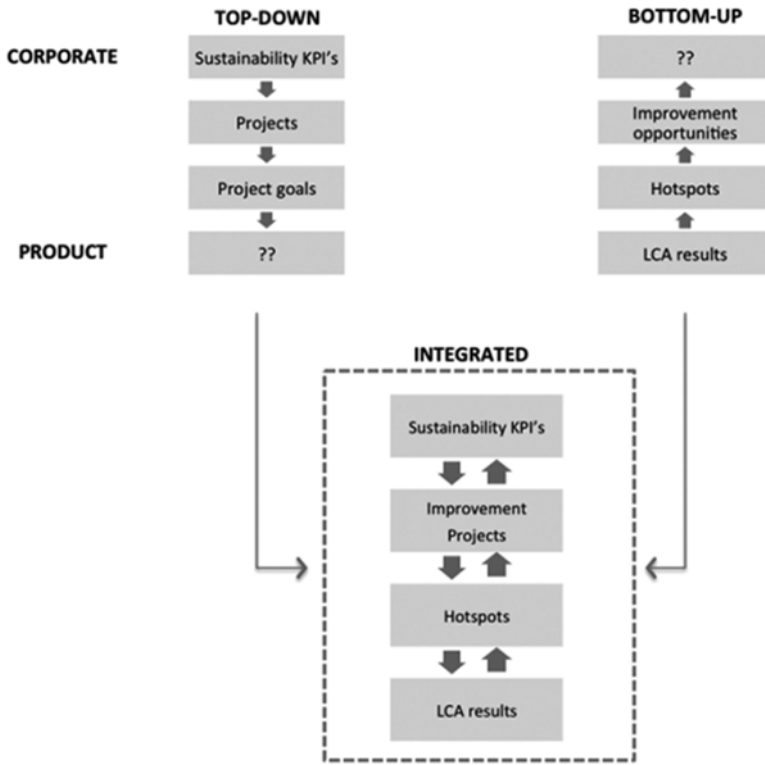 TOP-DOWN
BOTTOM-UP
CORPORATE
Sustainability KPI's
Projects
Project goals
PRODUCT
??
??
Improvement
opportunities
Hotspots
LCA results
INTEGRATED
Sustainability KPI's
Improvement
Projects
Hotspots
LCA results